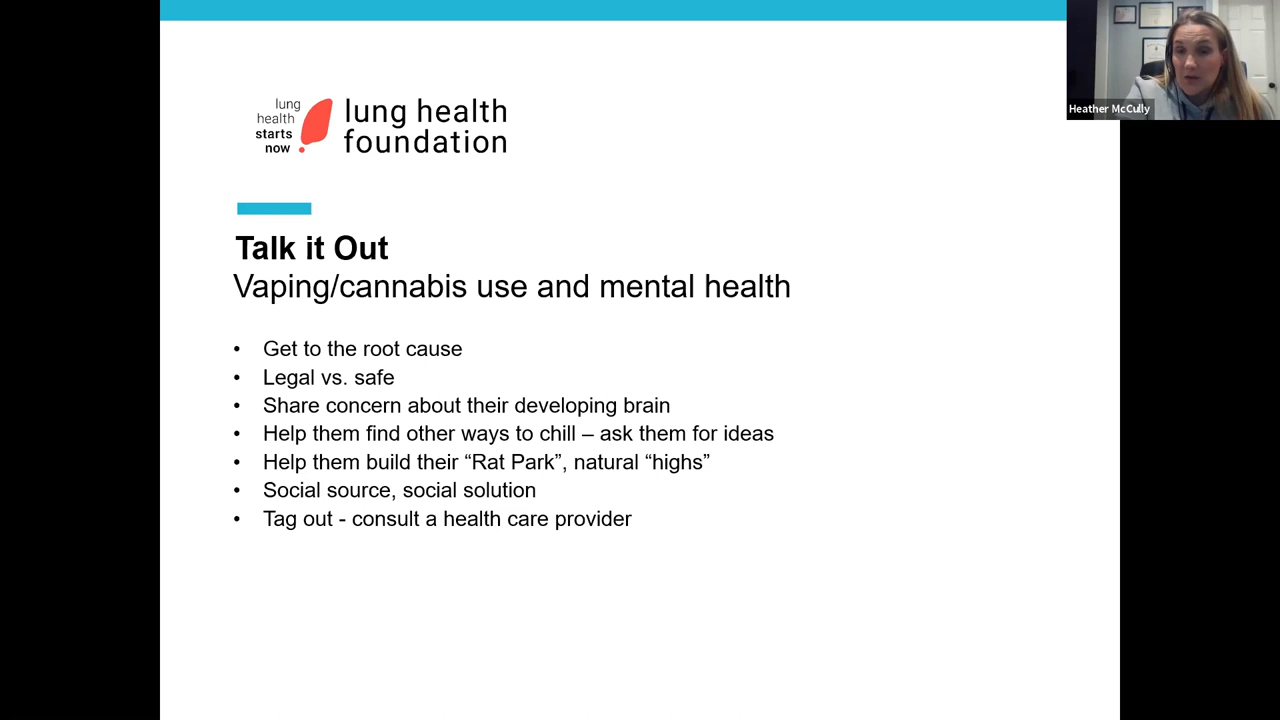 lung
health
starts
now
lung health
foundation
Heather McCully
Talk it Out
Vaping/cannabis use and mental health
• Get to the root cause
• Legal vs. safe
• Share concern about their developing brain
• Help them find other ways to chill – ask them for ideas
• Help them build their “Rat Park”, natural “highs”
• Social source, social solution
• Tag out - consult a health care provider